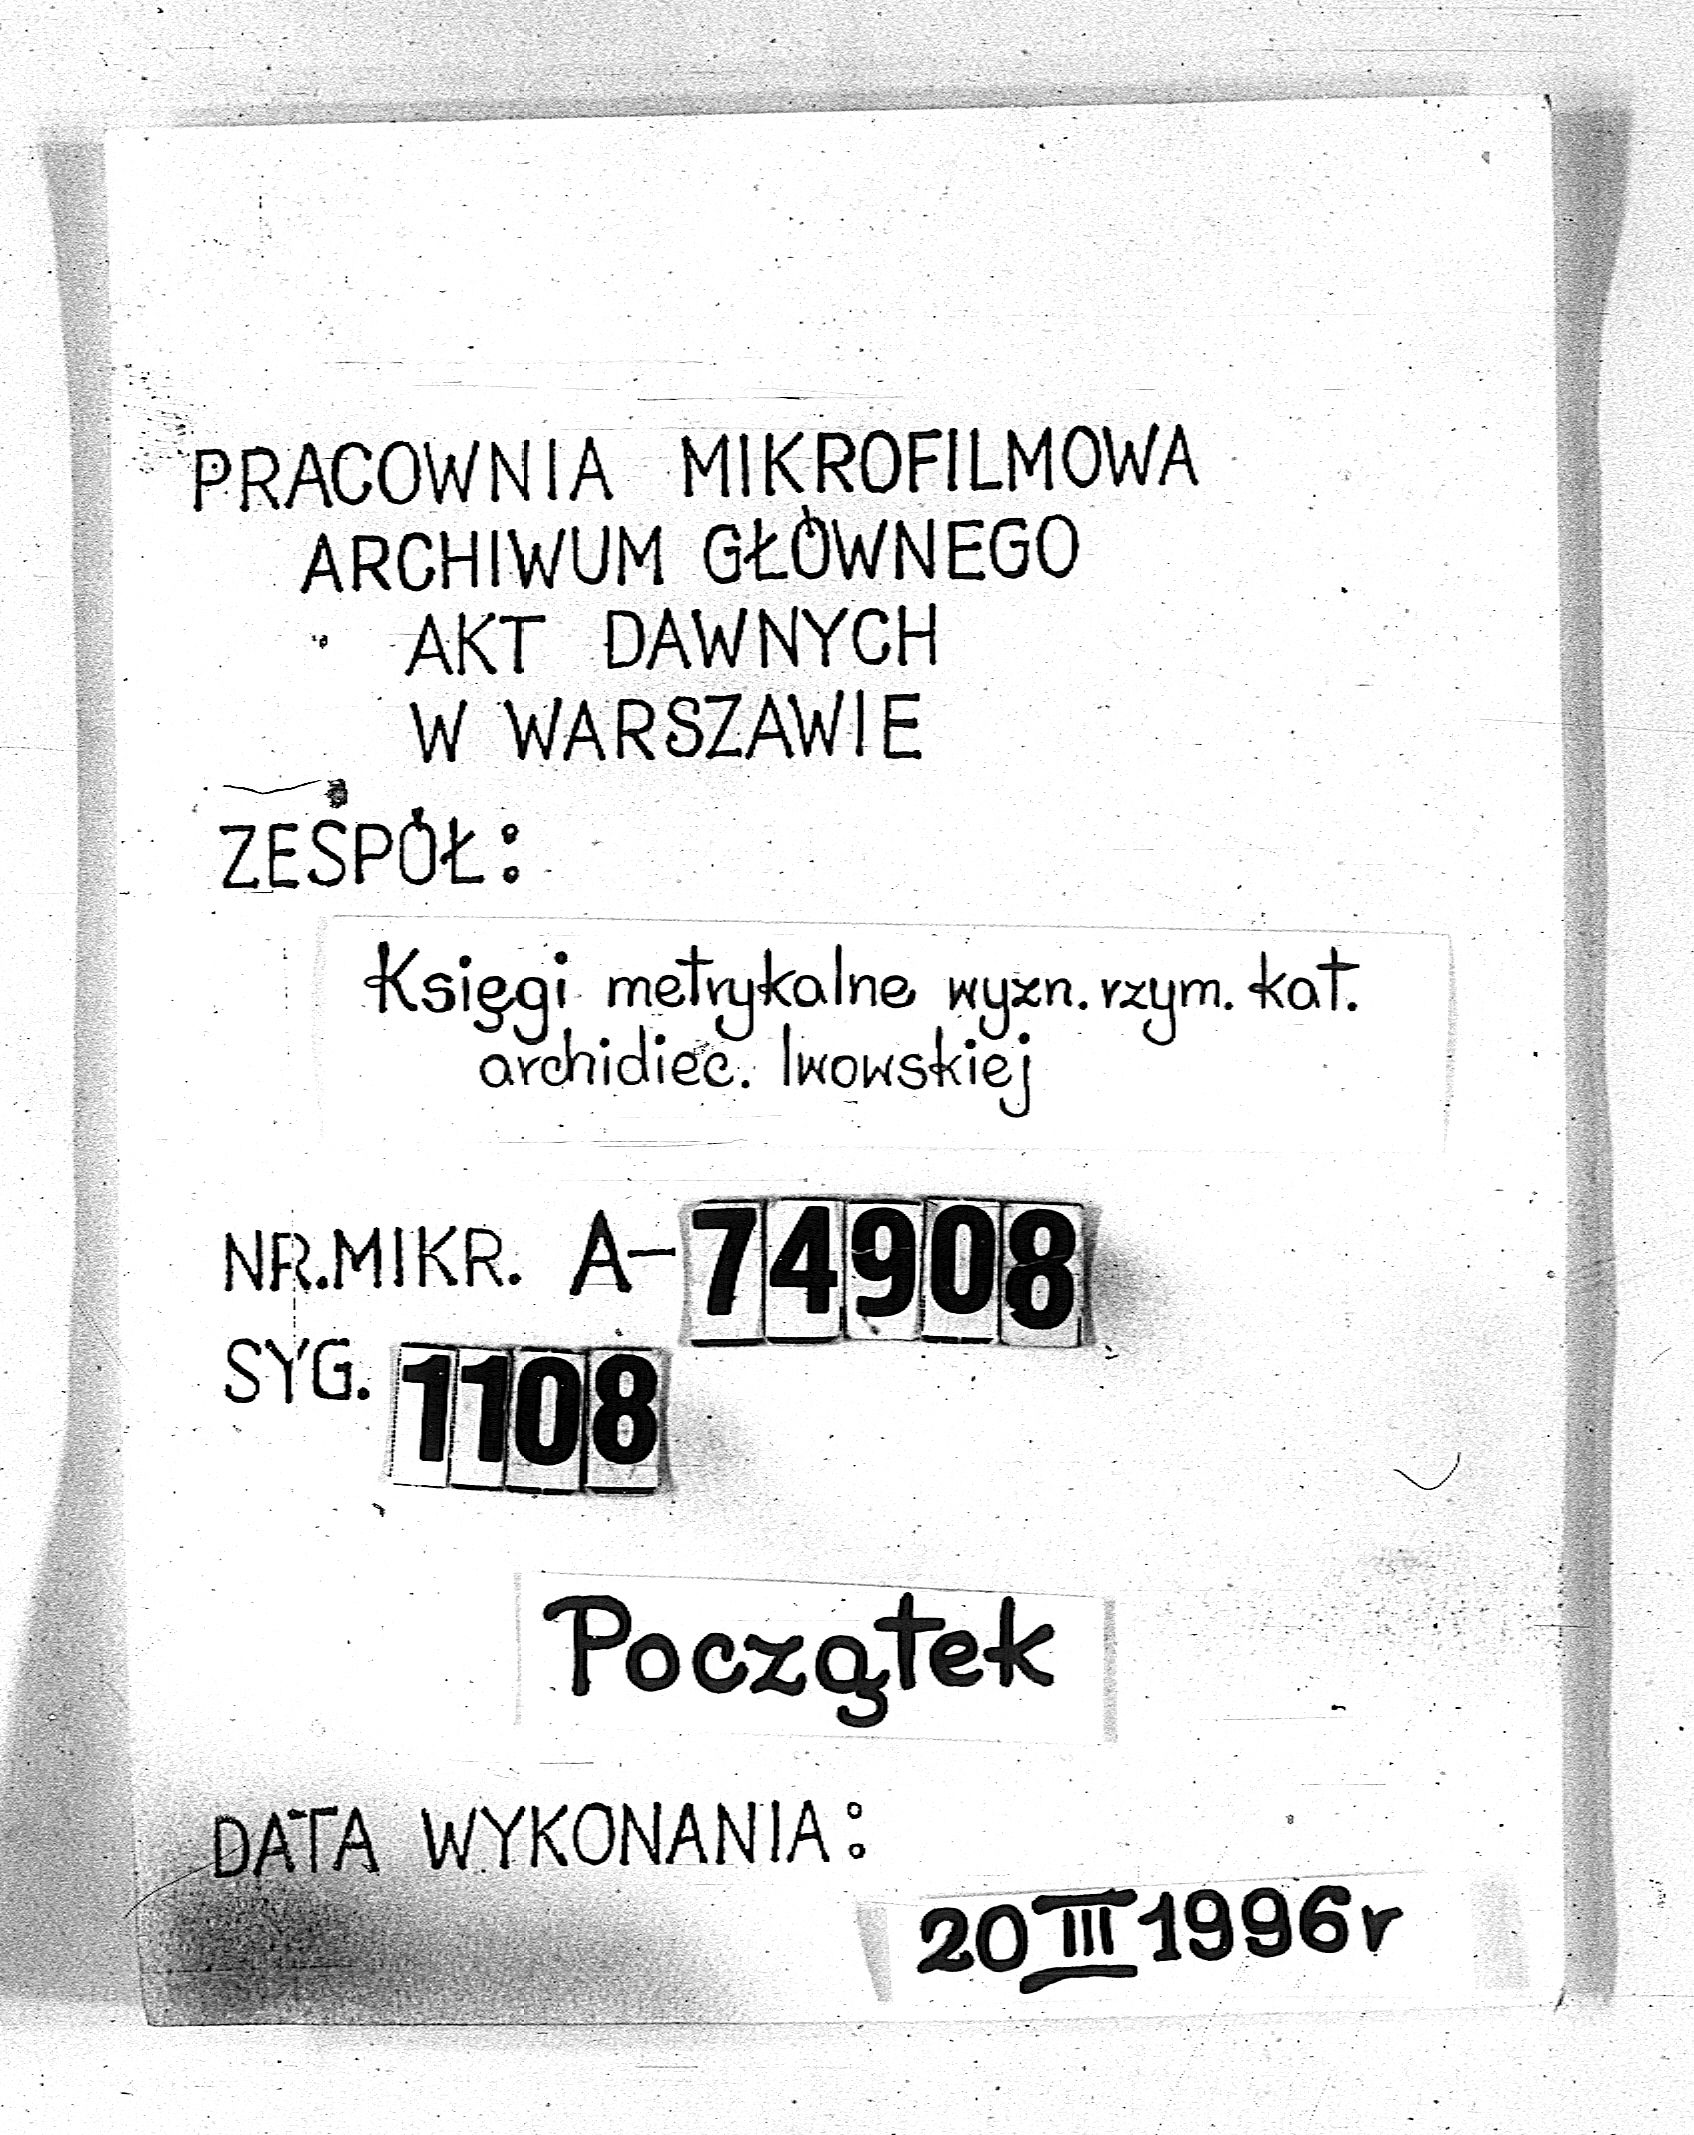 PRACOWNIA MIKROFILMOWA
ARCHIWUM GŁÓWNEGO
AKT DAWNYCH
W WARSZAWIE
ZESPÓŁ:
Księgi metrykalne wyzn. rzym. kat.
archidiec. lwowskiej
NR. MIKR. A-74908
SYG. 1108
Początek
DATA WYKONANIA:
20 III 1996 r